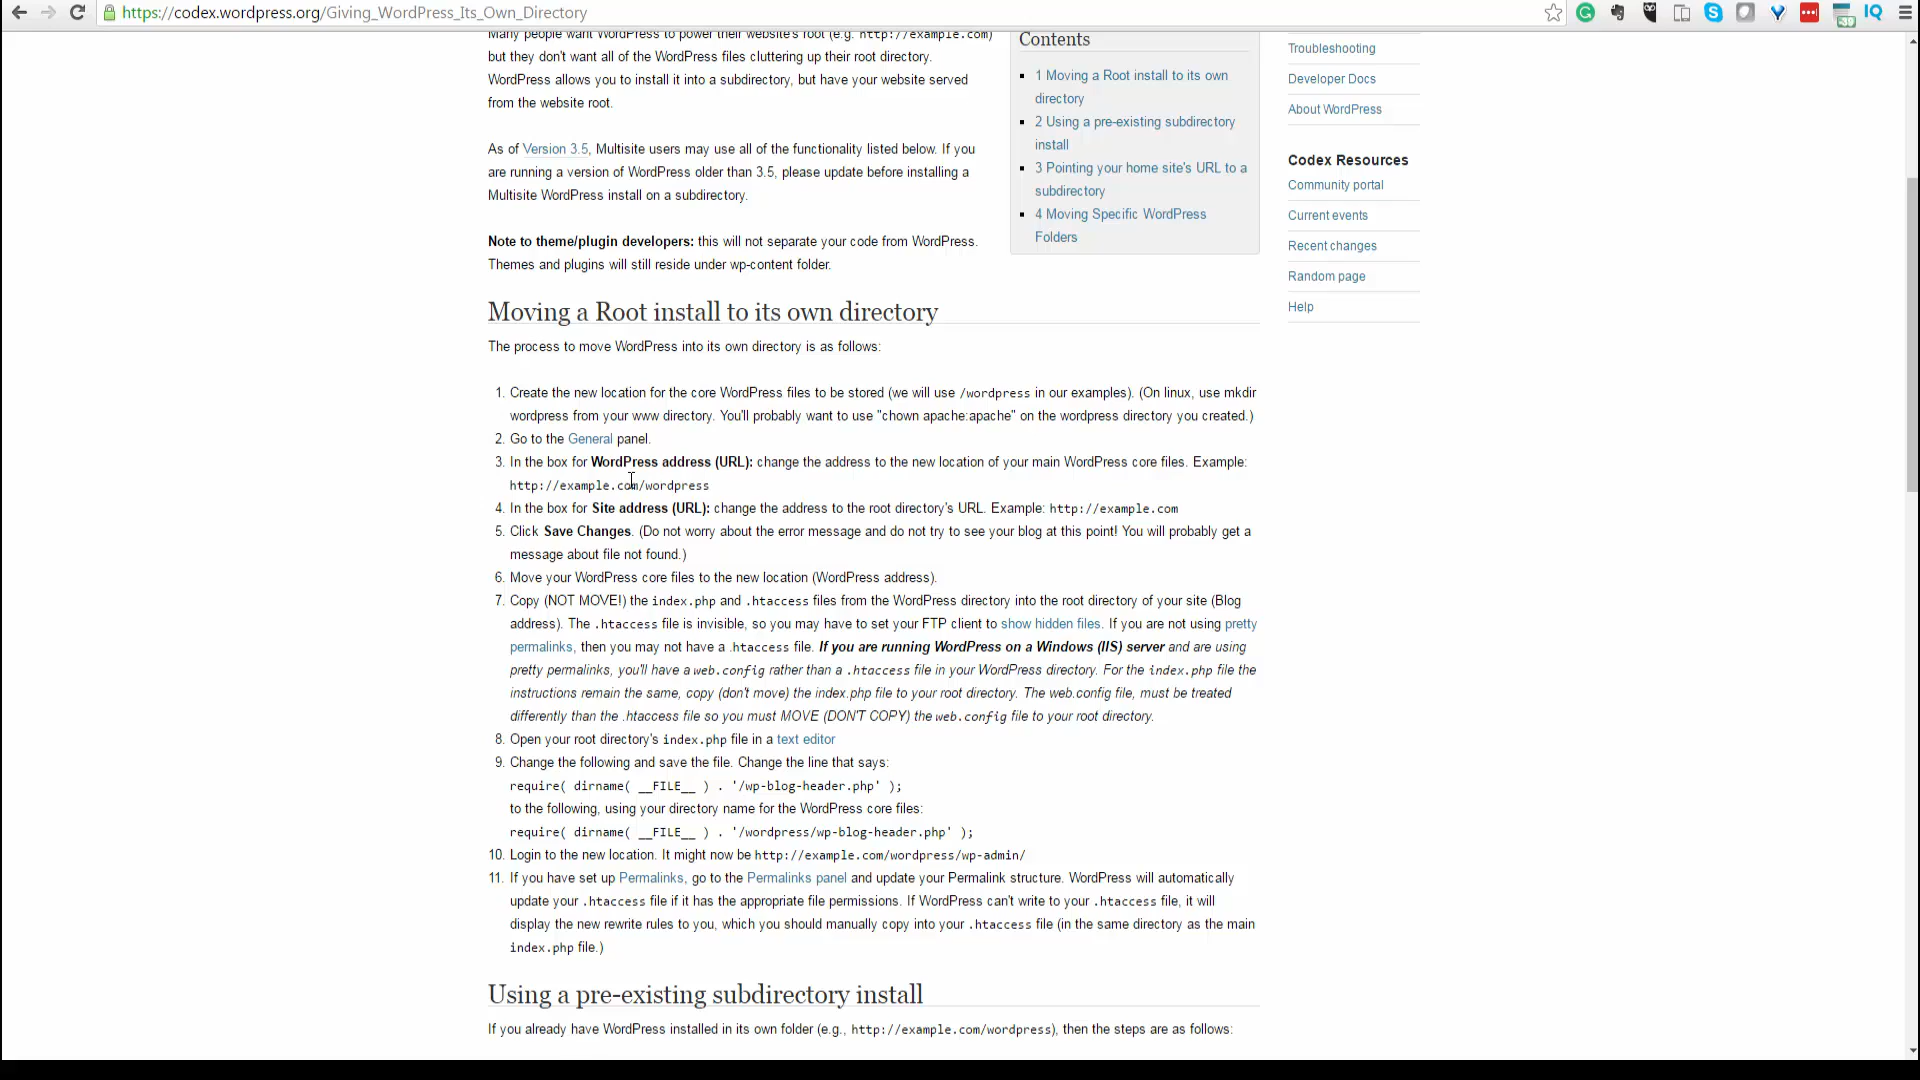 https://codex.wordpress.org/Giving_WordPress_Its_Own_Directory
Many people want WordPress to power their website's root (e.g. http://example.com)
but they don't want all of the WordPress files cluttering up their root directory.
WordPress allows you to install it into a subdirectory, but have your website served
from the website root.
As of Version 3.5, Multisite users may use all of the functionality listed below. If you
are running a version of WordPress older than 3.5, please update before installing a
Multisite WordPress install on a subdirectory.
Note to theme/plugin developers: this will not separate your code from WordPress.
Themes and plugins will still reside under wp-content folder.
Contents
1 Moving a Root install to its own
directory
2 Using a pre-existing subdirectory
install
3 Pointing your home site's URL to a
subdirectory
4 Moving Specific WordPress
Folders
Troubleshooting
Developer Docs
About WordPress
Codex Resources
Community portal
Current events
Recent changes
Random page
Help
Moving a Root install to its own directory
The process to move WordPress into its own directory is as follows:
1. Create the new location for the core WordPress files to be stored (we will use /wordpress in our examples). (On linux, use mkdir
wordpress from your www directory. You'll probably want to use "chown apache:apache" on the wordpress directory you created.)
2. Go to the General panel.
3. In the box for WordPress address (URL): change the address to the new location of your main WordPress core files. Example:
http://example.com/wordpress
4. In the box for Site address (URL): change the address to the root directory's URL. Example: http://example.com
5. Click Save Changes. (Do not worry about the error message and do not try to see your blog at this point! You will probably get a
message about file not found.)
6. Move your WordPress core files to the new location (WordPress address).
7. Copy (NOT MOVE!) the index.php and .htaccess files from the WordPress directory into the root directory of your site (Blog
address). The .htaccess file is invisible, so you may have to set your FTP client to show hidden files. If you are not using pretty
permalinks, then you may not have a .htaccess file. If you are running WordPress on a Windows (IIS) server and are using
pretty permalinks, you'll have a web.config rather than a .htaccess file in your WordPress directory. For the index.php file the
instructions remain the same, copy (don't move) the index.php file to your root directory. The web.config file, must be treated
differently than the .htaccess file so you must MOVE (DON'T COPY) the web.config file to your root directory.
8. Open your root directory's index.php file in a text editor
9. Change the following and save the file. Change the line that says:
require( dirname( __FILE__ ) . '/wp-blog-header.php' );
to the following, using your directory name for the WordPress core files:
require( dirname( __FILE__ ) . '/wordpress/wp-blog-header.php' );
10. Login to the new location. It might now be http://example.com/wordpress/wp-admin/
11. If you have set up Permalinks, go to the Permalinks panel and update your Permalink structure. WordPress will automatically
update your .htaccess file if it has the appropriate file permissions. If WordPress can't write to your .htaccess file, it will
display the new rewrite rules to you, which you should manually copy into your .htaccess file (in the same directory as the main
index.php file.)
Using a pre-existing subdirectory install
If you already have WordPress installed in its own folder (e.g., http://example.com/wordpress), then the steps are as follows: